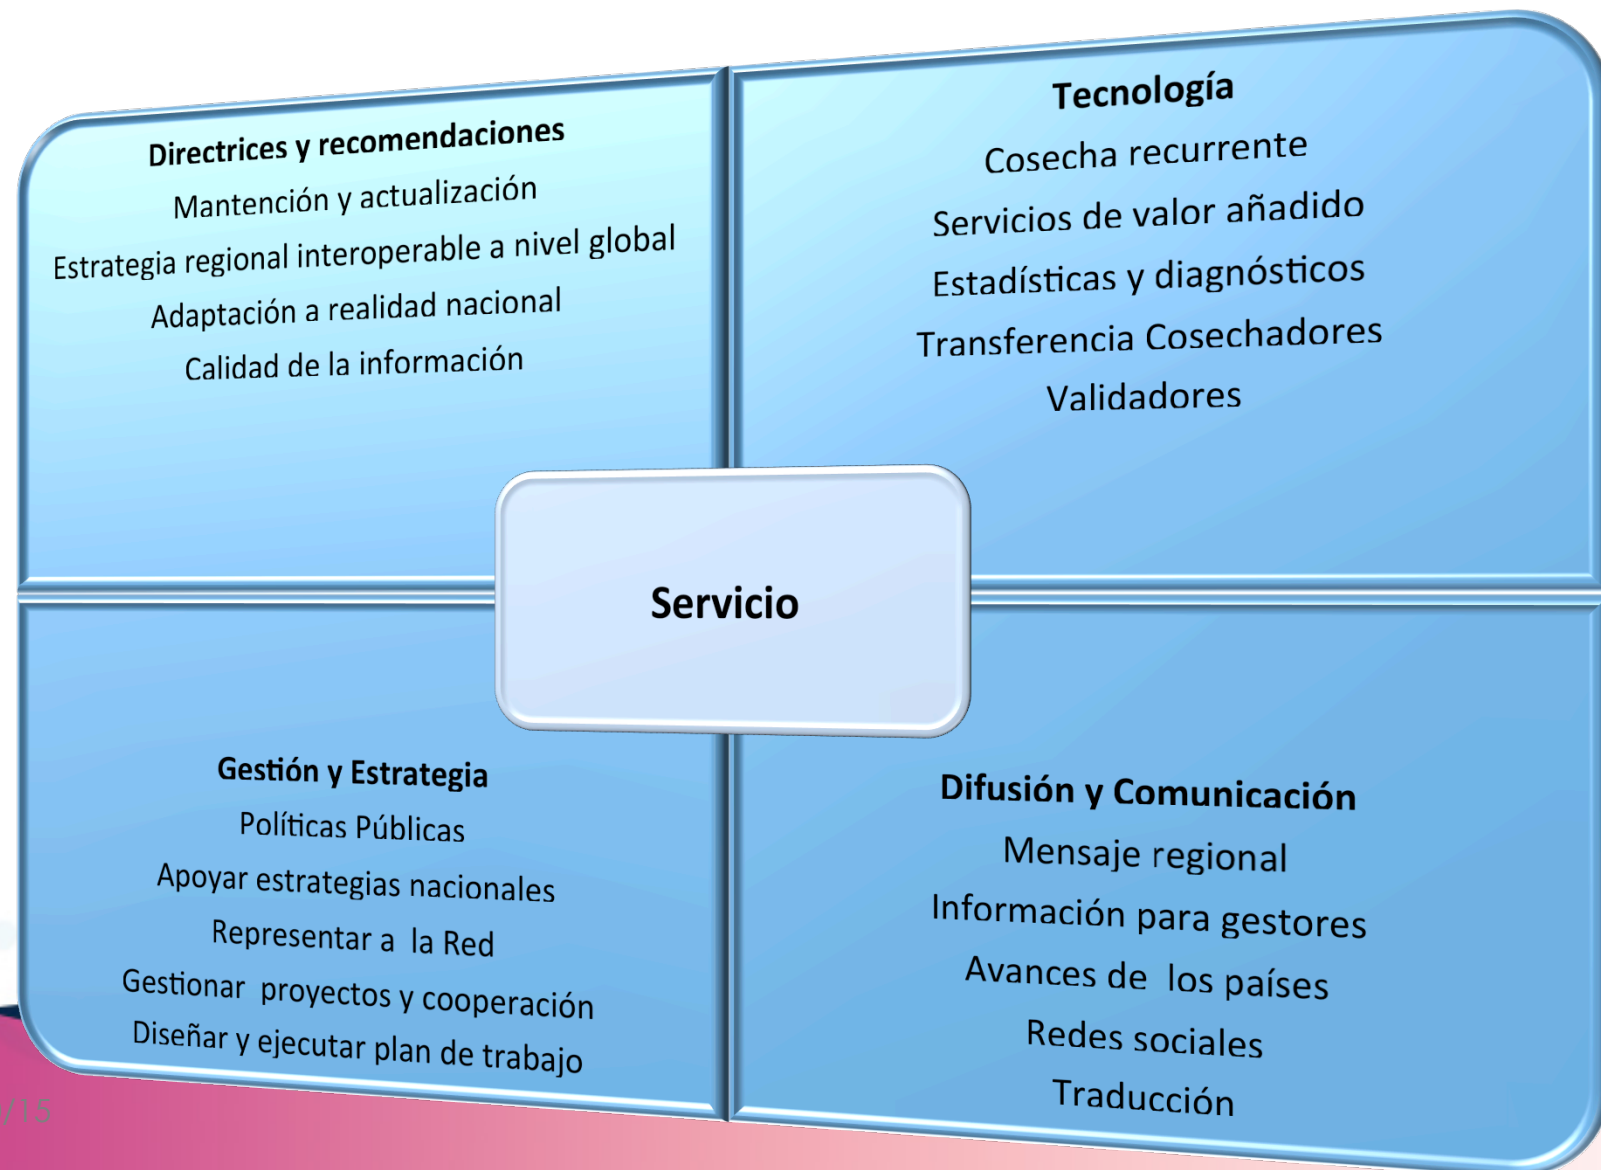 Directrices y recomendaciones
Mantención y actualización
Estrategia regional interoperable a nivel global
Adaptación a realidad nacional
Calidad de la información
Tecnología
Cosecha recurrente
Servicios de valor añadido
Estadísticas y diagnósticos
Transferencia Cosechadores
Validadores
Servicio
Gestión y Estrategia
Políticas Públicas
Apoyar estrategias nacionales
Representar a la Red
Gestionar proyectos y cooperación
Diseñar y ejecutar plan de trabajo
Difusión y Comunicación
Mensaje regional
Información para gestores
Avances de los países
Redes sociales
Traducción
/15